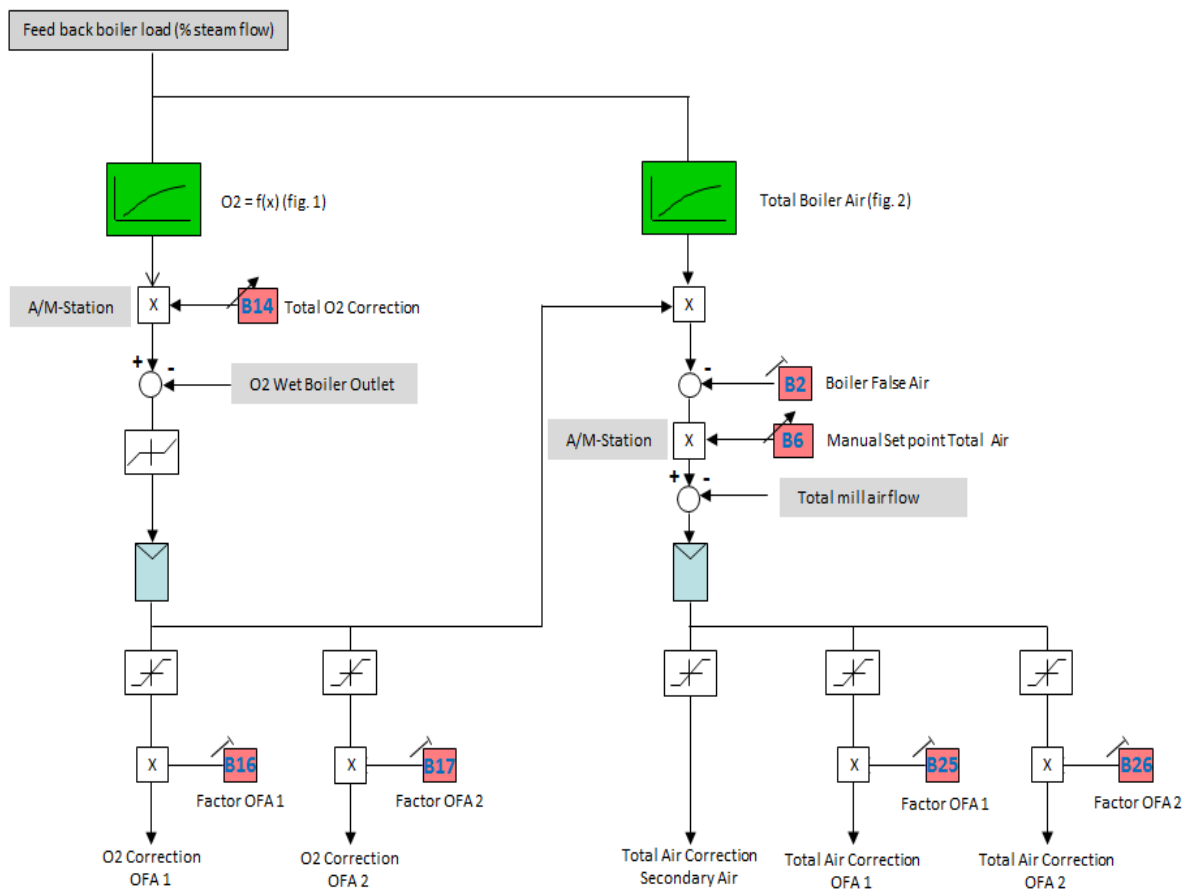 Feed back boiler load (% steam flow)
O2 = f(x) (fig. 1)
Total Boiler Air (fig. 2)
A/M-Station
X
B14
Total O2 Correction
X
+
-
O2 Wet Boiler Outlet
-
B2
Boiler False Air
A/M-Station
X
B6
Manual Set point Total Air
+
-
Total mill air flow
X
B16
Factor OFA 1
X
B17
Factor OFA 2
X
B25
Factor OFA 1
X
B26
Factor OFA 2
O2 Correction
OFA 1
O2 Correction
OFA 2
Total Air Correction
Secondary Air
Total Air Correction
OFA 1
Total Air Correction
OFA 2